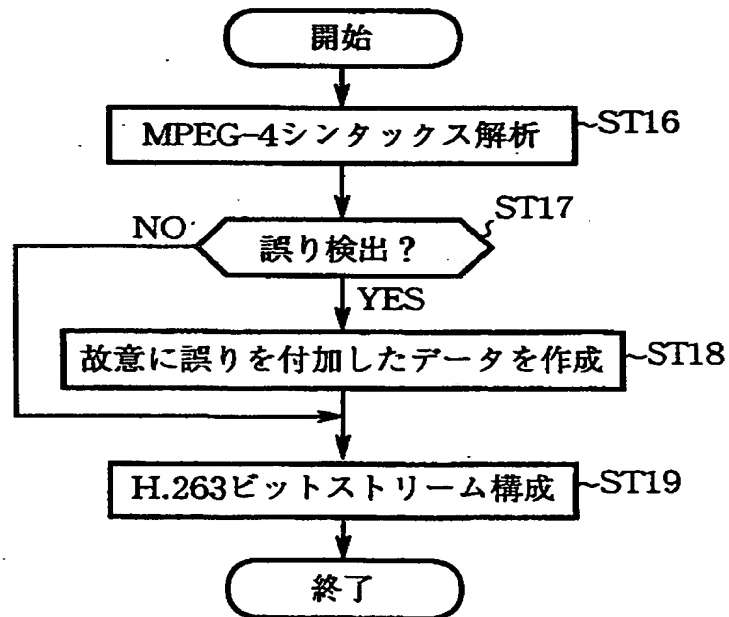 開始
MPEG-4シンタックス解析 ~ST16
誤り検出? ST17
NO
YES
故意に誤りを付加したデータを作成 ~ST18
H.263ビットストリーム構成 ~ST19
終了